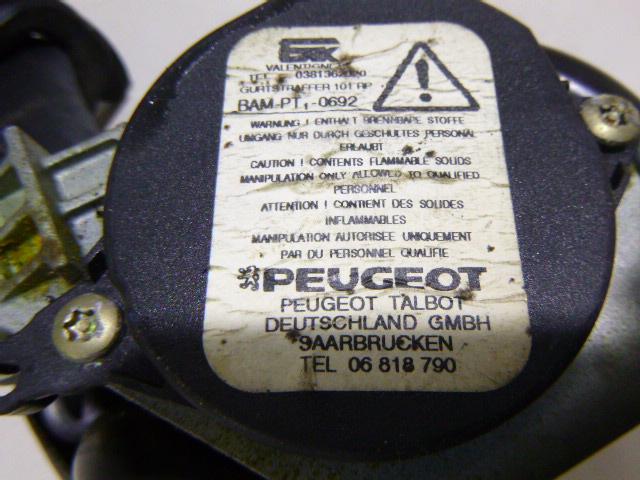 VALENTIGNEY
TEL
GURTSTRAFFER 101 RP
BAM-PT1-0692
WARNUNG ! ENTHALT BRENNBARE STOFFE
UMGANG NUR DURCH GESCHULTES PERSONAL
ERLAUBT
CAUTION ! CONTENTS FLAMMABLE SOLIDS
MANIPULATION ONLY ALLOWED TO QUALIFIED
PERSONNEL
ATTENTION ! CONTIENT DES SOLIDES
INFLAMMABLES
MANIPULATION AUTORISEE UNIQUEMENT
PAR DU PERSONNEL QUALIFIE
PEUGEOT
PEUGEOT TALBOT
DEUTSCHLAND GMBH
SAARBRUCKEN
TEL 06 818 790